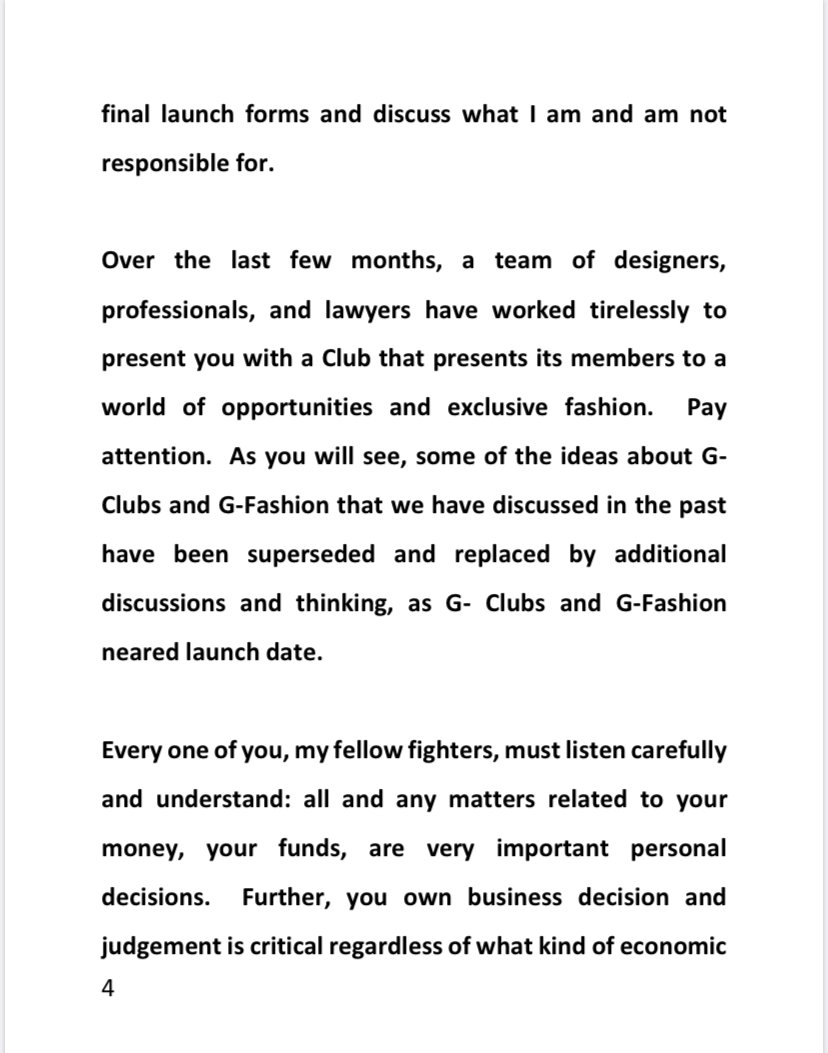 final launch forms and discuss what I am and am not
responsible for.
Over the last few months, a team of designers,
professionals, and lawyers have worked tirelessly to
present you with a Club that presents its members to a
world of opportunities and exclusive fashion. Pay
attention. As you will see, some of the ideas about G-
Clubs and G-Fashion that we have discussed in the past
have been superseded and replaced by additional
discussions and thinking, as G- Clubs and G-Fashion
neared launch date.
Every one of you, my fellow fighters, must listen carefully
and understand: all and any matters related to your
money, your funds, are very important personal
decisions. Further, you own business decision and
judgement is critical regardless of what kind of economic
4